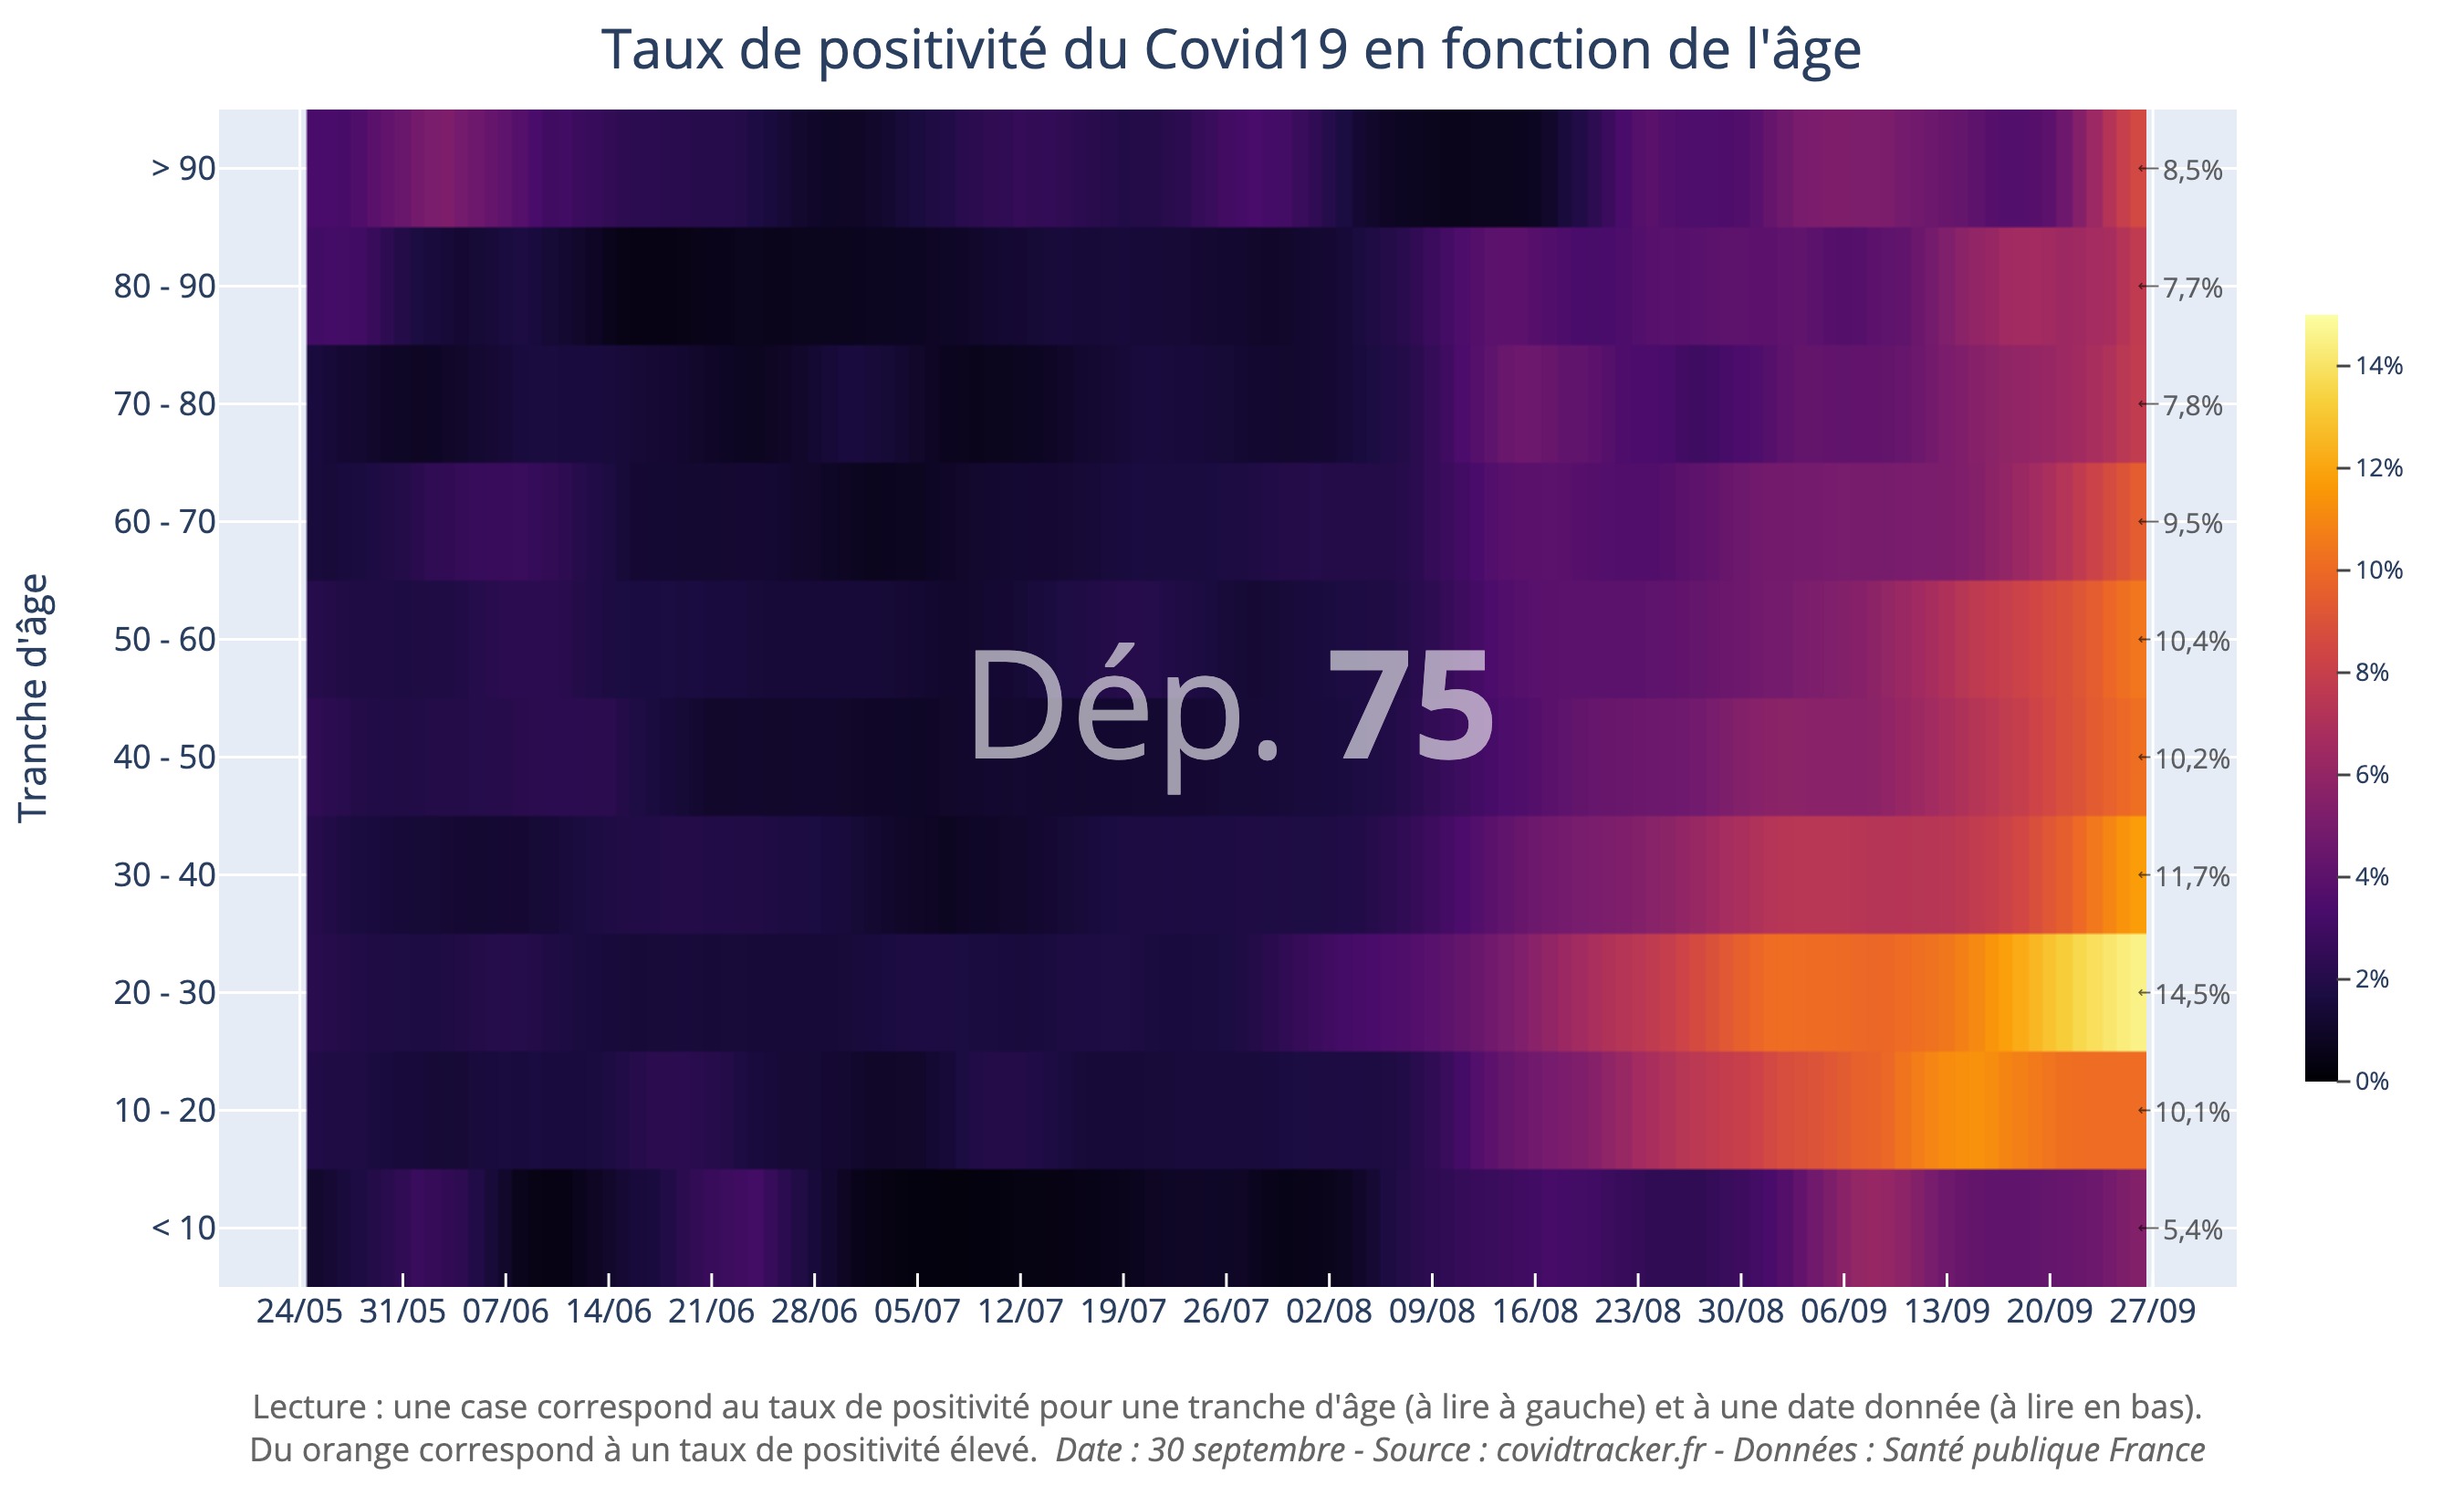 Taux de positivité du Covid19 en fonction de l'âge
Tranche d'âge
> 90
80 - 90
70 - 80
60 - 70
50 - 60
40 - 50
30 - 40
20 - 30
10 - 20
< 10
Dép. 75
8,5%
7,7%
7,8%
9,5%
10,4%
10,2%
11,7%
14,5%
10,1%
5,4%
14%
12%
10%
8%
6%
4%
2%
0%
24/05 31/05 07/06 14/06 21/06 28/06 05/07 12/07 19/07 26/07 02/08 09/08 16/08 23/08 30/08 06/09 13/09 20/09 27/09
Lecture : une case correspond au taux de positivité pour une tranche d'âge (à lire à gauche) et à une date donnée (à lire en bas).
Du orange correspond à un taux de positivité élevé. Date : 30 septembre - Source : covidtracker.fr - Données : Santé publique France